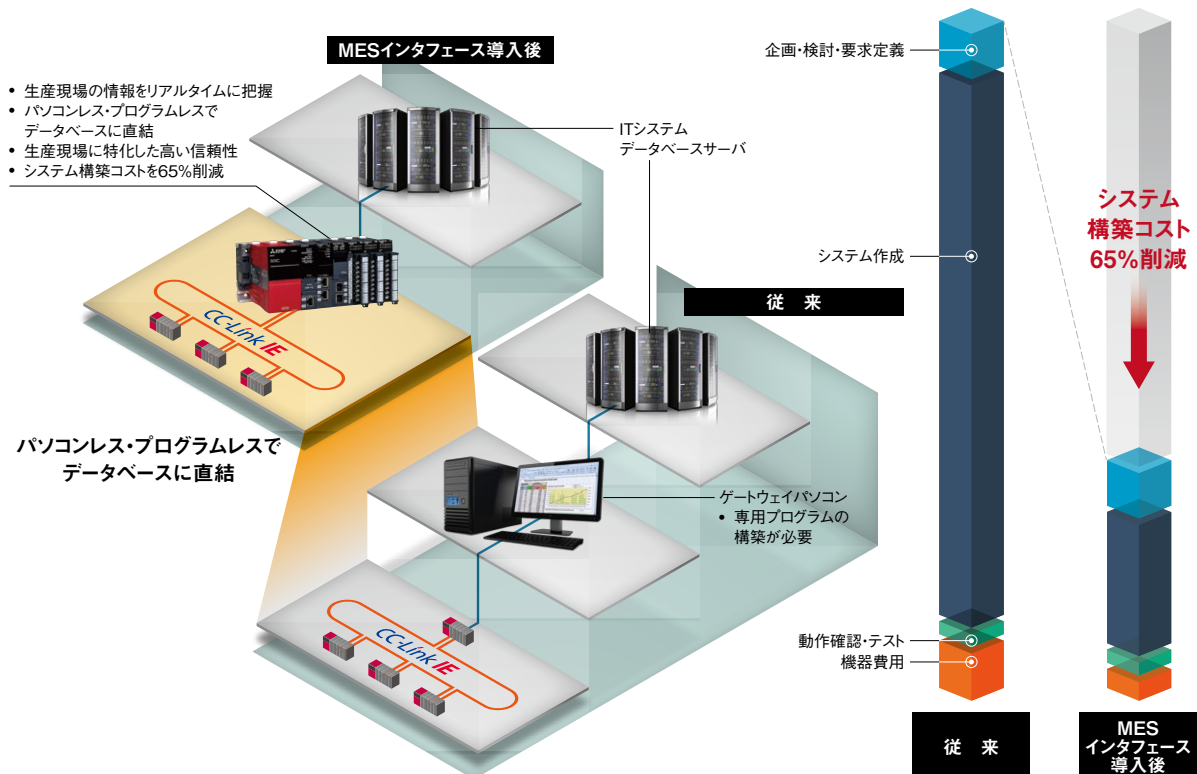 MESインタフェース導入後
• 生産現場の情報をリアルタイムに把握
• パソコンレス・プログラムレスで
データベースに直結
• 生産現場に特化した高い信頼性
• システム構築コストを65%削減
ITシステム
データベースサーバ
CC-Link IE
パソコンレス・プログラムレスで
データベースに直結
従 来
ゲートウェイパソコン
• 専用プログラムの
構築が必要
CC-Link IE
企画・検討・要求定義
システム作成
動作確認・テスト
機器費用
システム
構築コスト
65%削減
従 来
MES
インタフェース
導入後